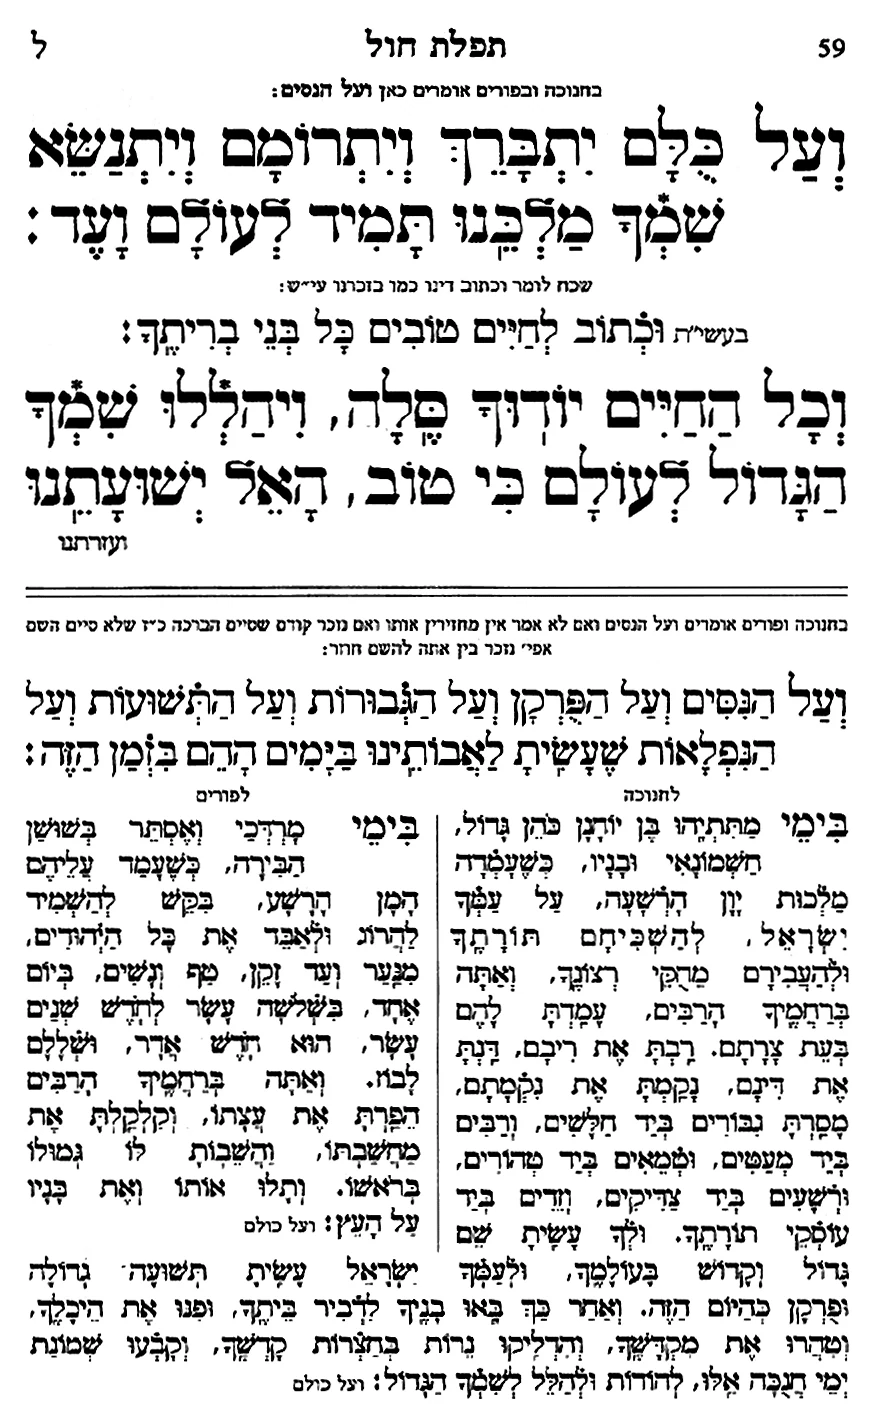 59 תפלת חול ל
בחנוכה ובפורים אומרים כאן ועל הנסים:
וְעַל כֻּלָּם יִתְבָּרֵךְ וְיִתְרוֹמָם וְיִתְנַשֵּׂא
שִׁמְ֯ךָ מַלְכֵּנוּ תָּמִיד לְעוֹלָם וָעֶד:
שכח לומר וכתוב דינו כמו בזכרנו עי״ש:
בעשי״ת וּכְ֯תוֹב לְחַיִּים טוֹבִים כָּל בְּנֵי בְרִיתֶךָ:
וְכָל הַחַיִּים יוֹדוּךָ סֶּלָה, וִיהַלְ֯לוּ שִׁמְ֯ךָ
הַגָּדוֹל לְעוֹלָם כִּי טוֹב, הָאֵל יְשׁוּעָתֵנוּ
ועזרתנו
בחנוכה ופורים אומרים ועל הנסים ואם לא אמר אין מחזירין אותו ואם נזכר קודם שסיים הברכה כ״ז שלא סיים השם
אפי׳ נזכר בין אתה להשם חוזר:
וְעַל הַנִּסִּים וְעַל הַפֻּרְקָן וְעַל הַגְּ֯בוּרוֹת וְעַל הַתְּ֯שׁוּעוֹת וְעַל
הַנִּפְלָאוֹת שֶׁעָשִׂיתָ לַאֲבוֹתֵינוּ בַּיָּמִים הָהֵם בִּזְּ֯מַן הַזֶּה:
לחנוכה
בִּימֵי מַתִּתְיָהוּ בֶּן יוֹחָנָן כֹּהֵן גָּדוֹל,
חַשְׁמוֹנָאִי וּבָנָיו, כְּשֶׁעָמְ֯דָה
מַלְ֯כוּת יָוָן הָרְ֯שָׁעָה, עַל עַמְּ֯ךָ
יִשְׂרָאֵל, לְהַשְׁכִּיחָם תּוֹרָתֶךָ
וּלְ֯הַעֲבִירָם מֵחֻקֵּי רְצוֹנֶךָ, וְאַתָּה
בְּרַחֲמֶיךָ הָרַבִּים, עָמַדְתָּ לָהֶם
בְּעֵת צָרָתָם. רַבְתָּ אֶת רִיבָם, דַּנְתָּ
אֶת דִּינָם, נָקַמְתָּ אֶת נִקְ֯מָתָם,
מָסַרְתָּ גִבּוֹרִים בְּיַד חַלָּשִׁים, וְרַבִּים
בְּיַד מְעַטִּים, וּטְ֯מֵאִים בְּיַד טְהוֹרִים,
וּרְ֯שָׁעִים בְּיַד צַדִּיקִים, וְזֵדִים בְּיַד
עוֹסְ֯קֵי תוֹרָתֶךָ. וּלְ֯ךָ עָשִׂיתָ שֵׁם
גָּדוֹל וְקָדוֹשׁ בָּעוֹלָמֶךָ, וּלְ֯עַמְּ֯ךָ יִשְׂרָאֵל עָשִׂיתָ תְּשׁוּעָה גְדוֹלָה
וּפֻרְקָן כְּהַיּוֹם הַזֶּה. וְאַחַר כַּךְ בָּאוּ בָנֶיךָ לִדְ֯בִיר בֵּיתֶךָ, וּפִנּוּ אֶת הֵיכָלֶךָ,
וְטִהֲרוּ אֶת מִקְדָּשֶׁךָ, וְהִדְלִיקוּ נֵרוֹת בְּחַצְ֯רוֹת קָדְשֶׁךָ, וְקָבְ֯עוּ שְׁמוֹנַת
יְמֵי חֲנֻכָּה אֵלּוּ, לְהוֹדוֹת וּלְ֯הַלֵּל לְשִׁמְ֯ךָ הַגָּדוֹל: ועל כולם
לפורים
בִּימֵי מָרְדְּכַי וְאֶסְתֵּר בְּשׁוּשַׁן
הַבִּירָה, כְּשֶׁעָמַד עֲלֵיהֶם
הָמָן הָרָשָׁע, בִּקֵּשׁ לְהַשְׁמִיד
לַהֲרוֹג וּלְ֯אַבֵּד אֶת כָּל הַיְּ֯הוּדִים,
מִנַּעַר וְעַד זָקֵן, טַף וְנָשִׁים, בְּיוֹם
אֶחָד, בִּשְׁ֯לשָׁה עָשָׂר לְחֹדֶשׁ שְׁנֵים
עָשָׂר, הוּא חֹדֶשׁ אֲדָר, וּשְׁ֯לָלָם
לָבוֹז. וְאַתָּה בְּרַחֲמֶיךָ הָרַבִּים
הֵפַרְתָּ אֶת עֲצָתוֹ, וְקִלְקַלְתָּ אֶת
מַחֲשַׁבְתּוֹ, וַהֲשֵׁבוֹתָ לּוֹ גְּמוּלוֹ
בְּרֹאשׁוֹ. וְתָלוּ אוֹתוֹ וְאֶת בָּנָיו
עַל הָעֵץ: ועל כולם